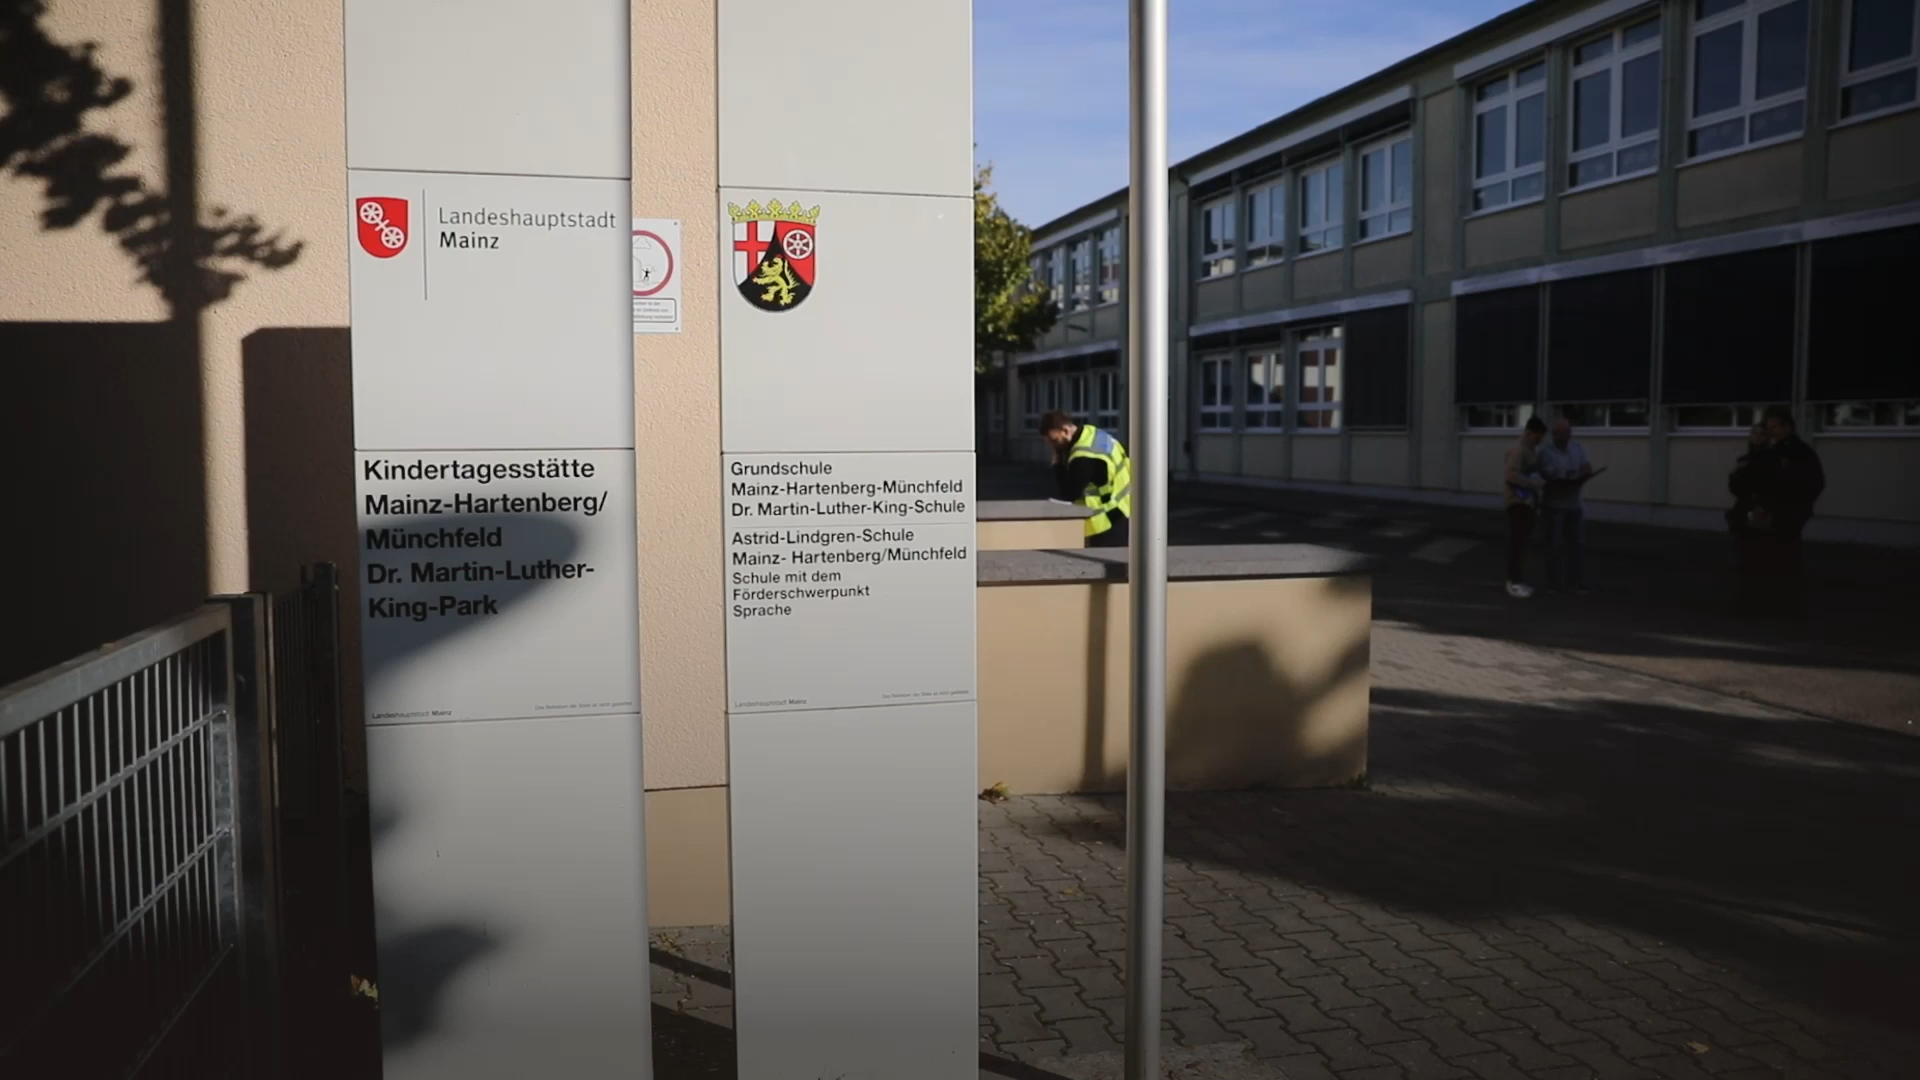 Landeshauptstadt
Mainz
Kindertagesstätte
Mainz-Hartenberg/
Münchfeld
Dr. Martin-Luther-
King-Park
Landeshauptstadt Mainz
Grundschule
Mainz-Hartenberg-Münchfeld
Dr. Martin-Luther-King-Schule
Astrid-Lindgren-Schule
Mainz- Hartenberg/Münchfeld
Schule mit dem
Förderschwerpunkt
Sprache
Landeshauptstadt Mainz